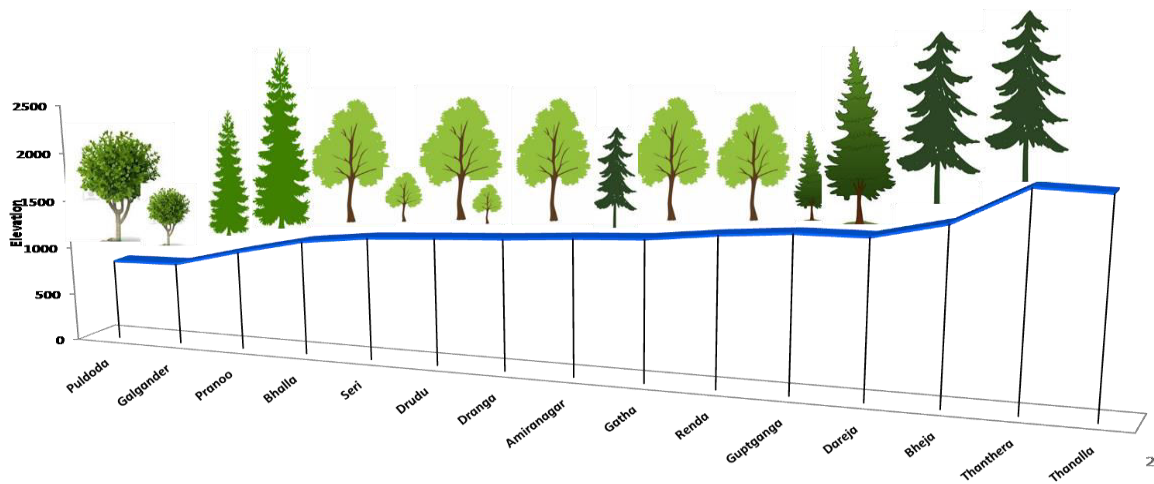 2500
2000
1500
1000
500
0
Elevation
Puldoda
Galgander
Pranoo
Bhalla
Seri
Drudu
Dranga
Amiranagar
Gatha
Renda
Guptganga
Dareja
Bheja
Thanthera
Thanalla
2